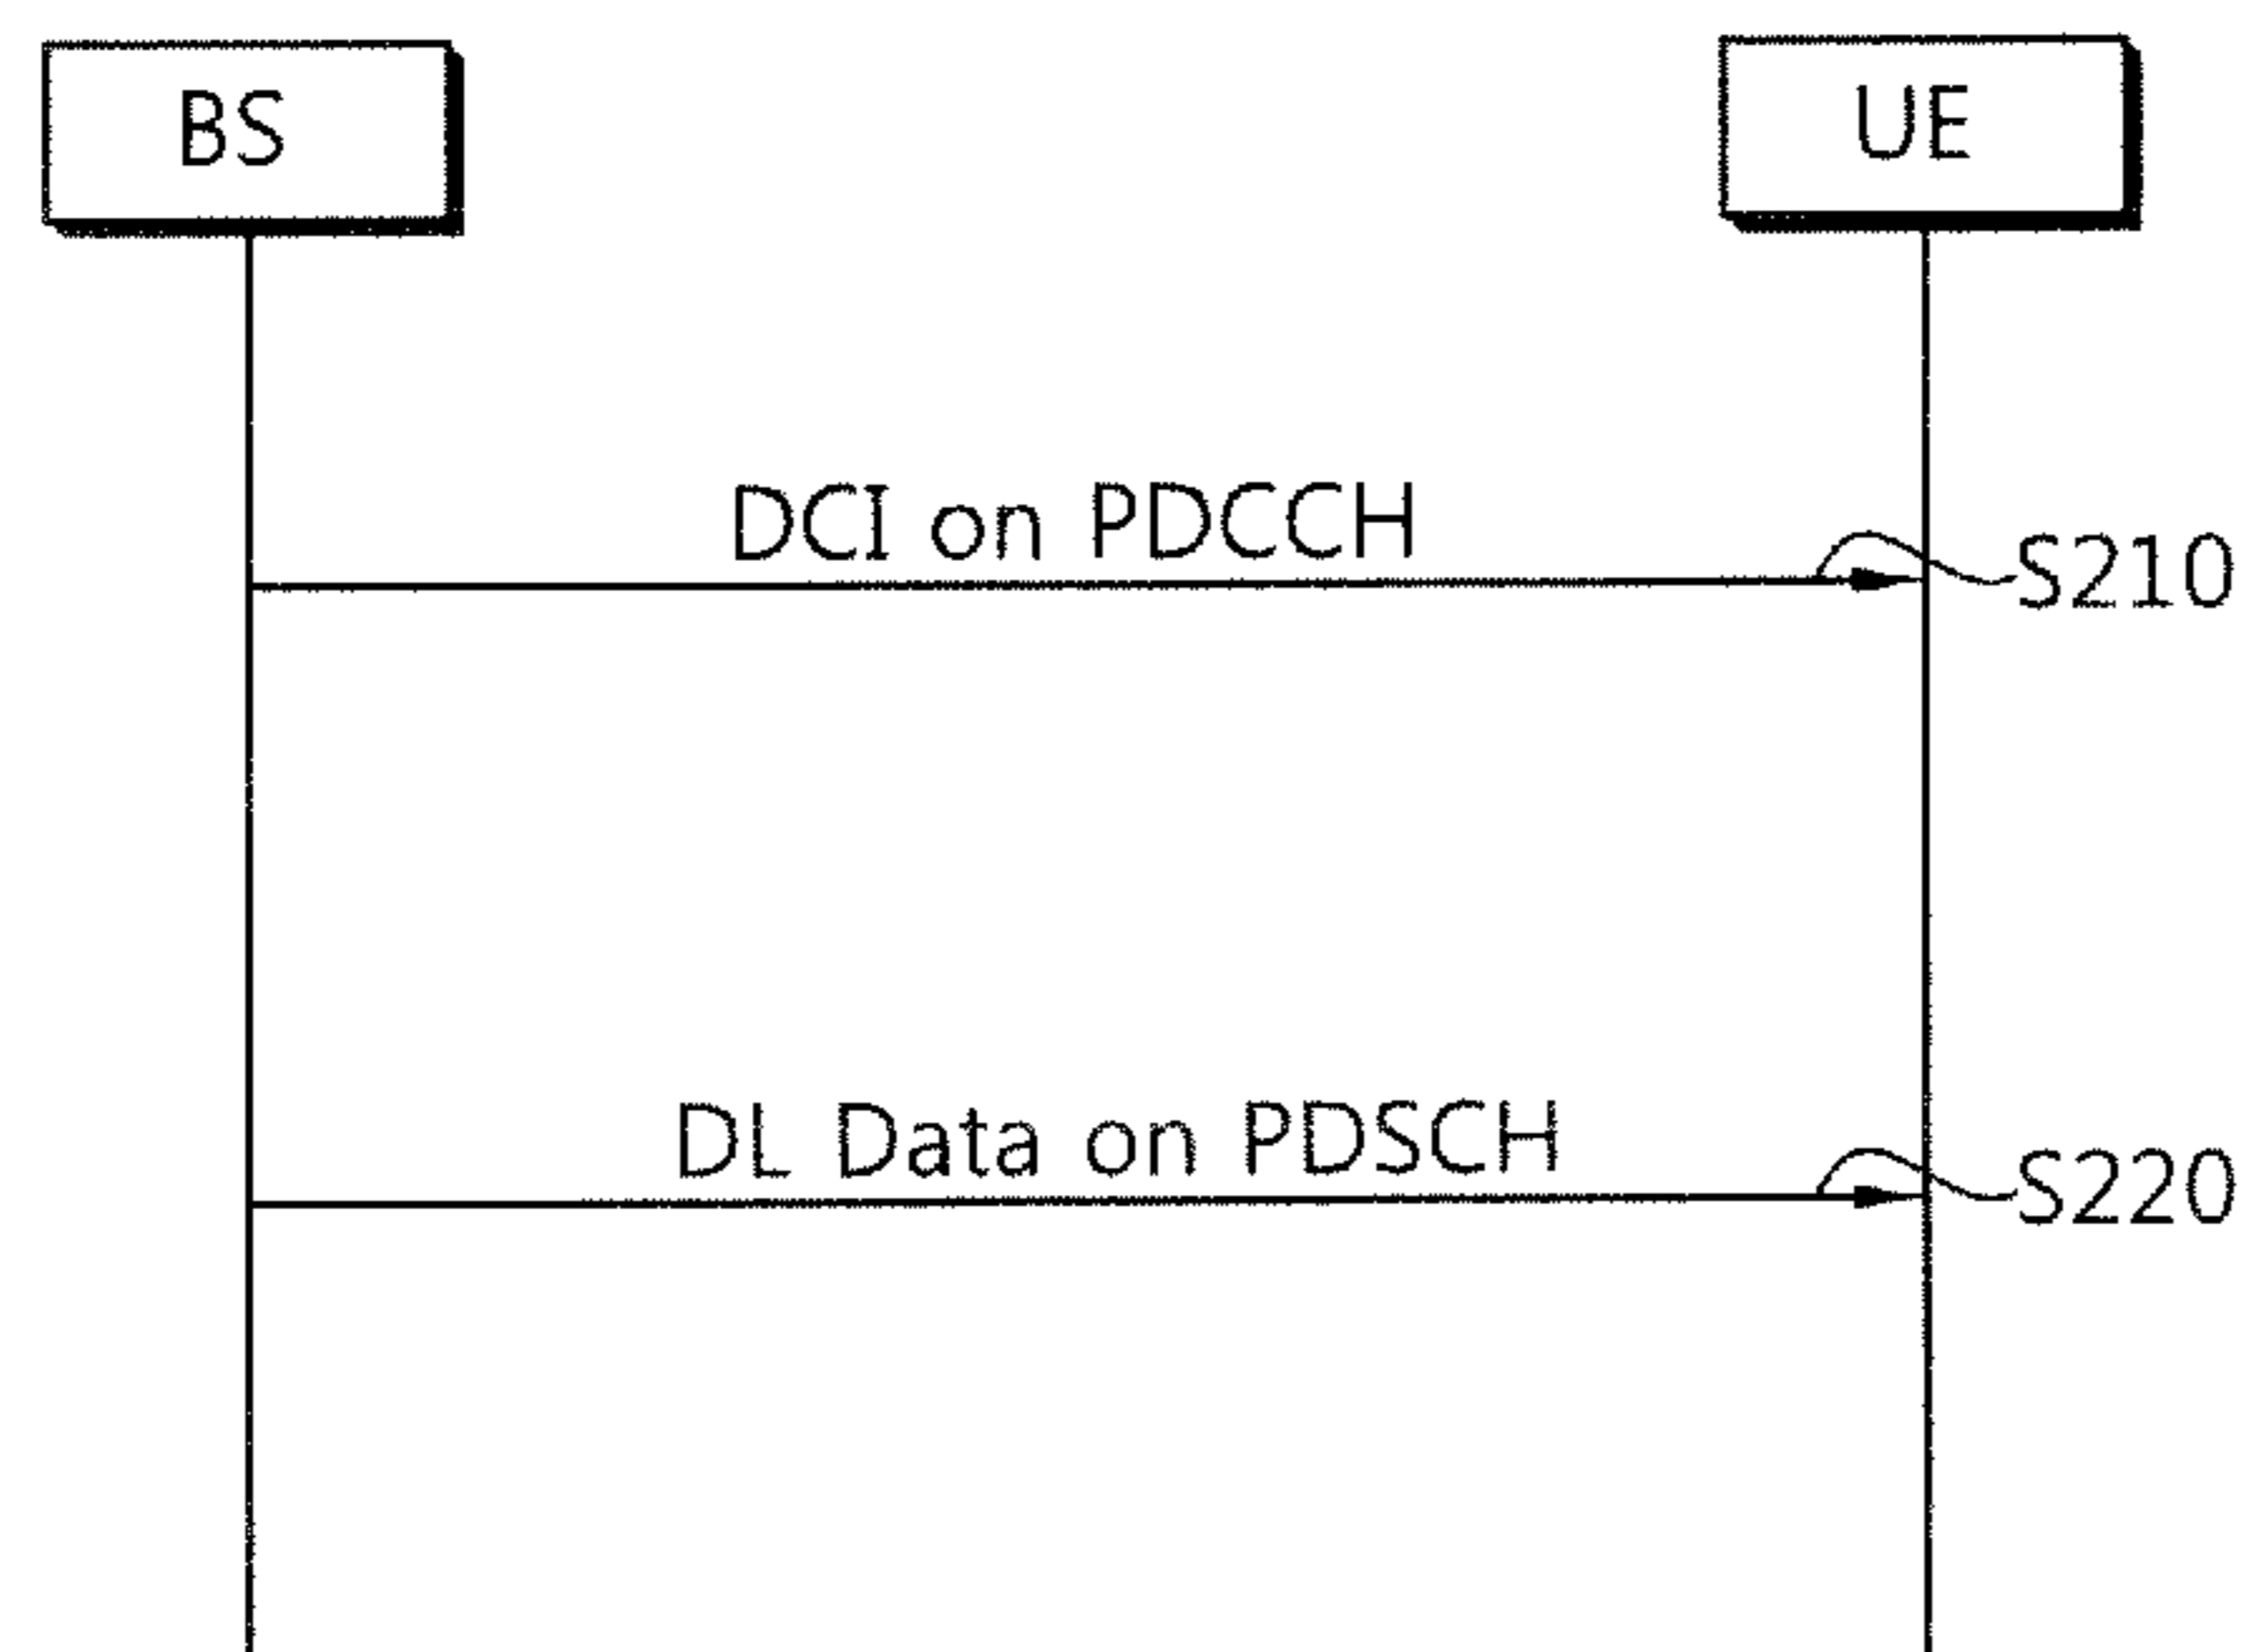 BS
UE
DCI on PDCCH
S210
DL Data on PDSCH
S220